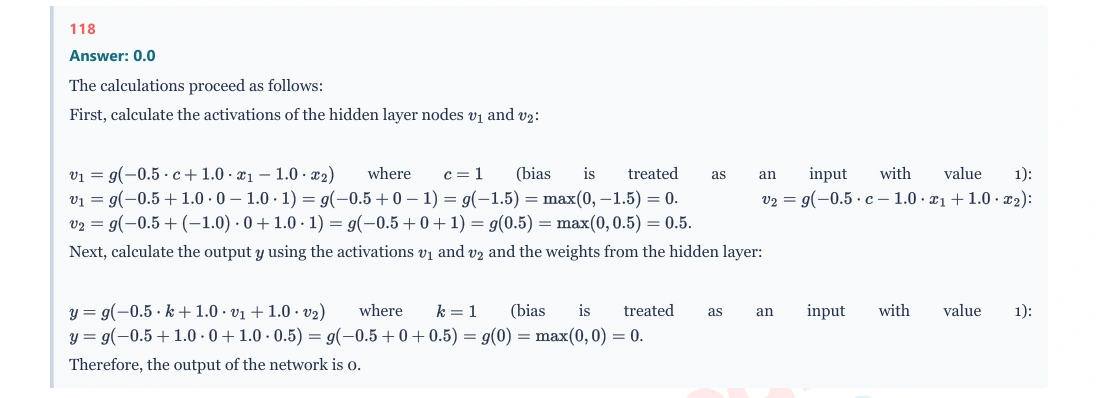 118
Answer: 0.0
The calculations proceed as follows:
First, calculate the activations of the hidden layer nodes v₁ and v₂:
v₁ = g(−0.5 · c + 1.0 · x₁ − 1.0 · x₂) where c = 1 (bias is treated as an input with value 1):
v₁ = g(−0.5 + 1.0 · 0 − 1.0 · 1) = g(−0.5 + 0 − 1) = g(−1.5) = max(0, −1.5) = 0. v₂ = g(−0.5 · c − 1.0 · x₁ + 1.0 · x₂):
v₂ = g(−0.5 + (−1.0) · 0 + 1.0 · 1) = g(−0.5 + 0 + 1) = g(0.5) = max(0, 0.5) = 0.5.
Next, calculate the output y using the activations v₁ and v₂ and the weights from the hidden layer:
y = g(−0.5 · k + 1.0 · v₁ + 1.0 · v₂) where k = 1 (bias is treated as an input with value 1):
y = g(−0.5 + 1.0 · 0 + 1.0 · 0.5) = g(−0.5 + 0 + 0.5) = g(0) = max(0, 0) = 0.
Therefore, the output of the network is 0.